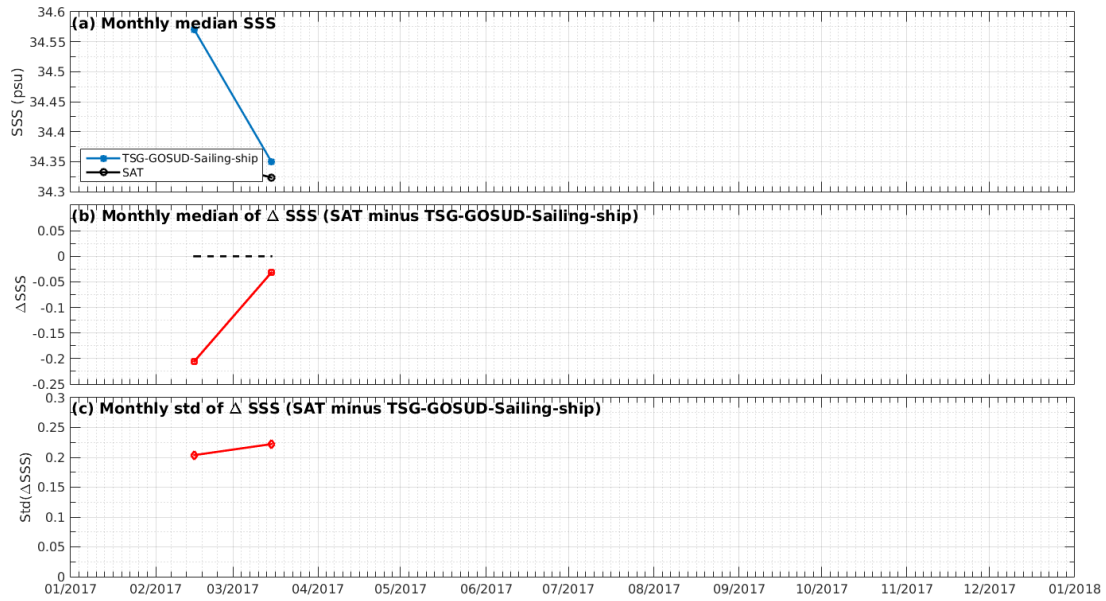 (a) Monthly median SSS
34.6
34.55
34.5
34.45
34.4
34.35
34.3
SSS (psu)
TSG-GOSUD-Sailing-ship
SAT
(b) Monthly median of Δ SSS (SAT minus TSG-GOSUD-Sailing-ship)
0.05
0
-0.05
-0.1
-0.15
-0.2
-0.25
ΔSSS
(c) Monthly std of Δ SSS (SAT minus TSG-GOSUD-Sailing-ship)
0.3
0.25
0.2
0.15
0.1
0.05
0
Std(ΔSSS)
01/2017 02/2017 03/2017 04/2017 05/2017 06/2017 07/2017 08/2017 09/2017 10/2017 11/2017 12/2017 01/2018